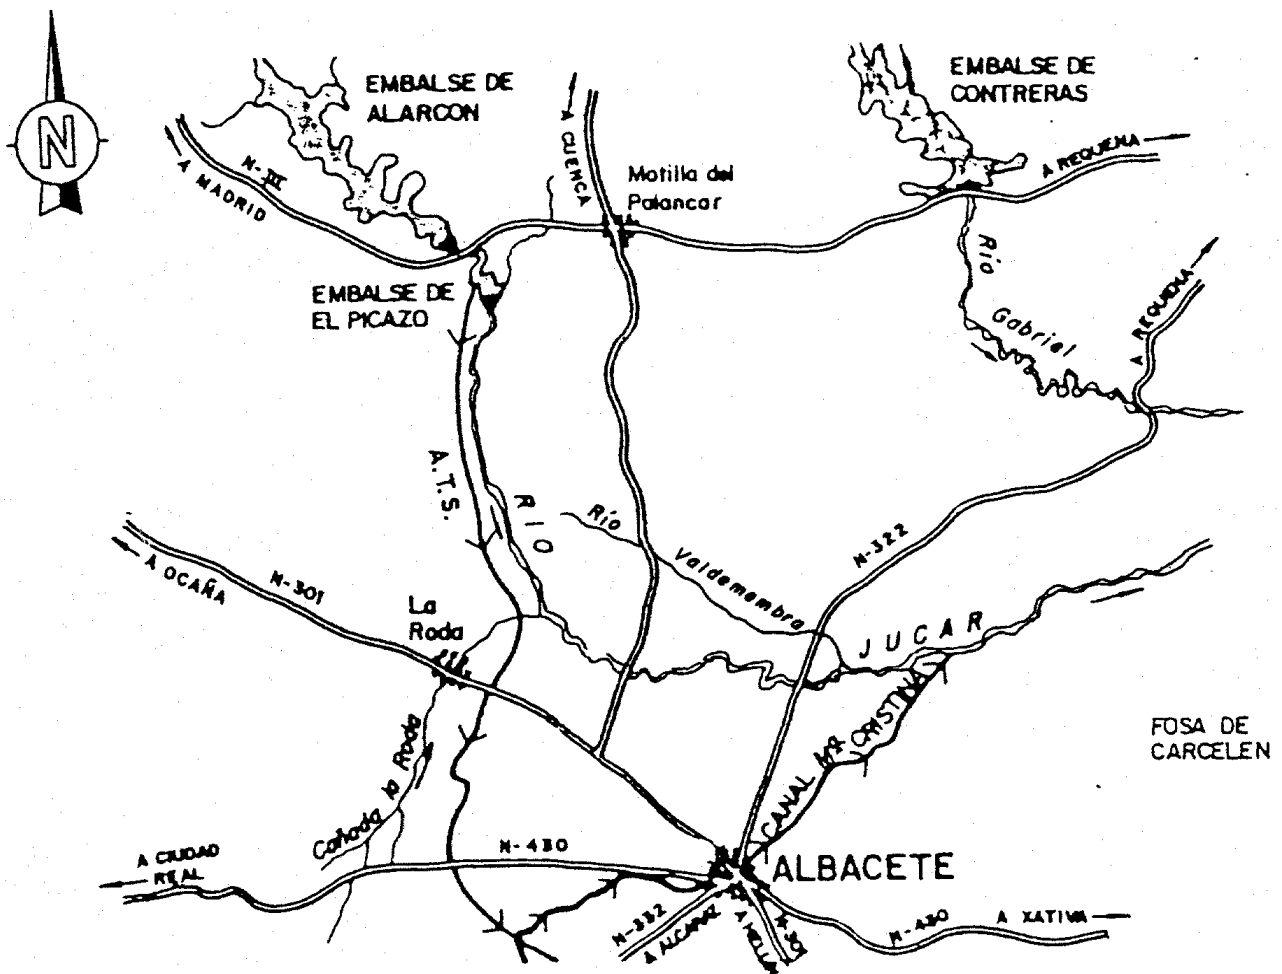 N
EMBALSE DE
ALARCON
EMBALSE DE
CONTRERAS
A CUENCA
A REQUENA
N-III
A MADRID
Motilla del
Palancar
Río
EMBALSE DE
EL PICAZO
Gabriel
A REQUENA
A.T.S.
RIO
Río
Valdemembra
N-322
A OCAÑA
N-301
La
Roda
JUCAR
CANAL Mª CRISTINA
FOSA DE
CARCELEN
Cañada la Roda
A CIUDAD
REAL
N-430
ALBACETE
N-332
A ALCARAZ
A HELLIN
N-301
N-430
A XATIVA